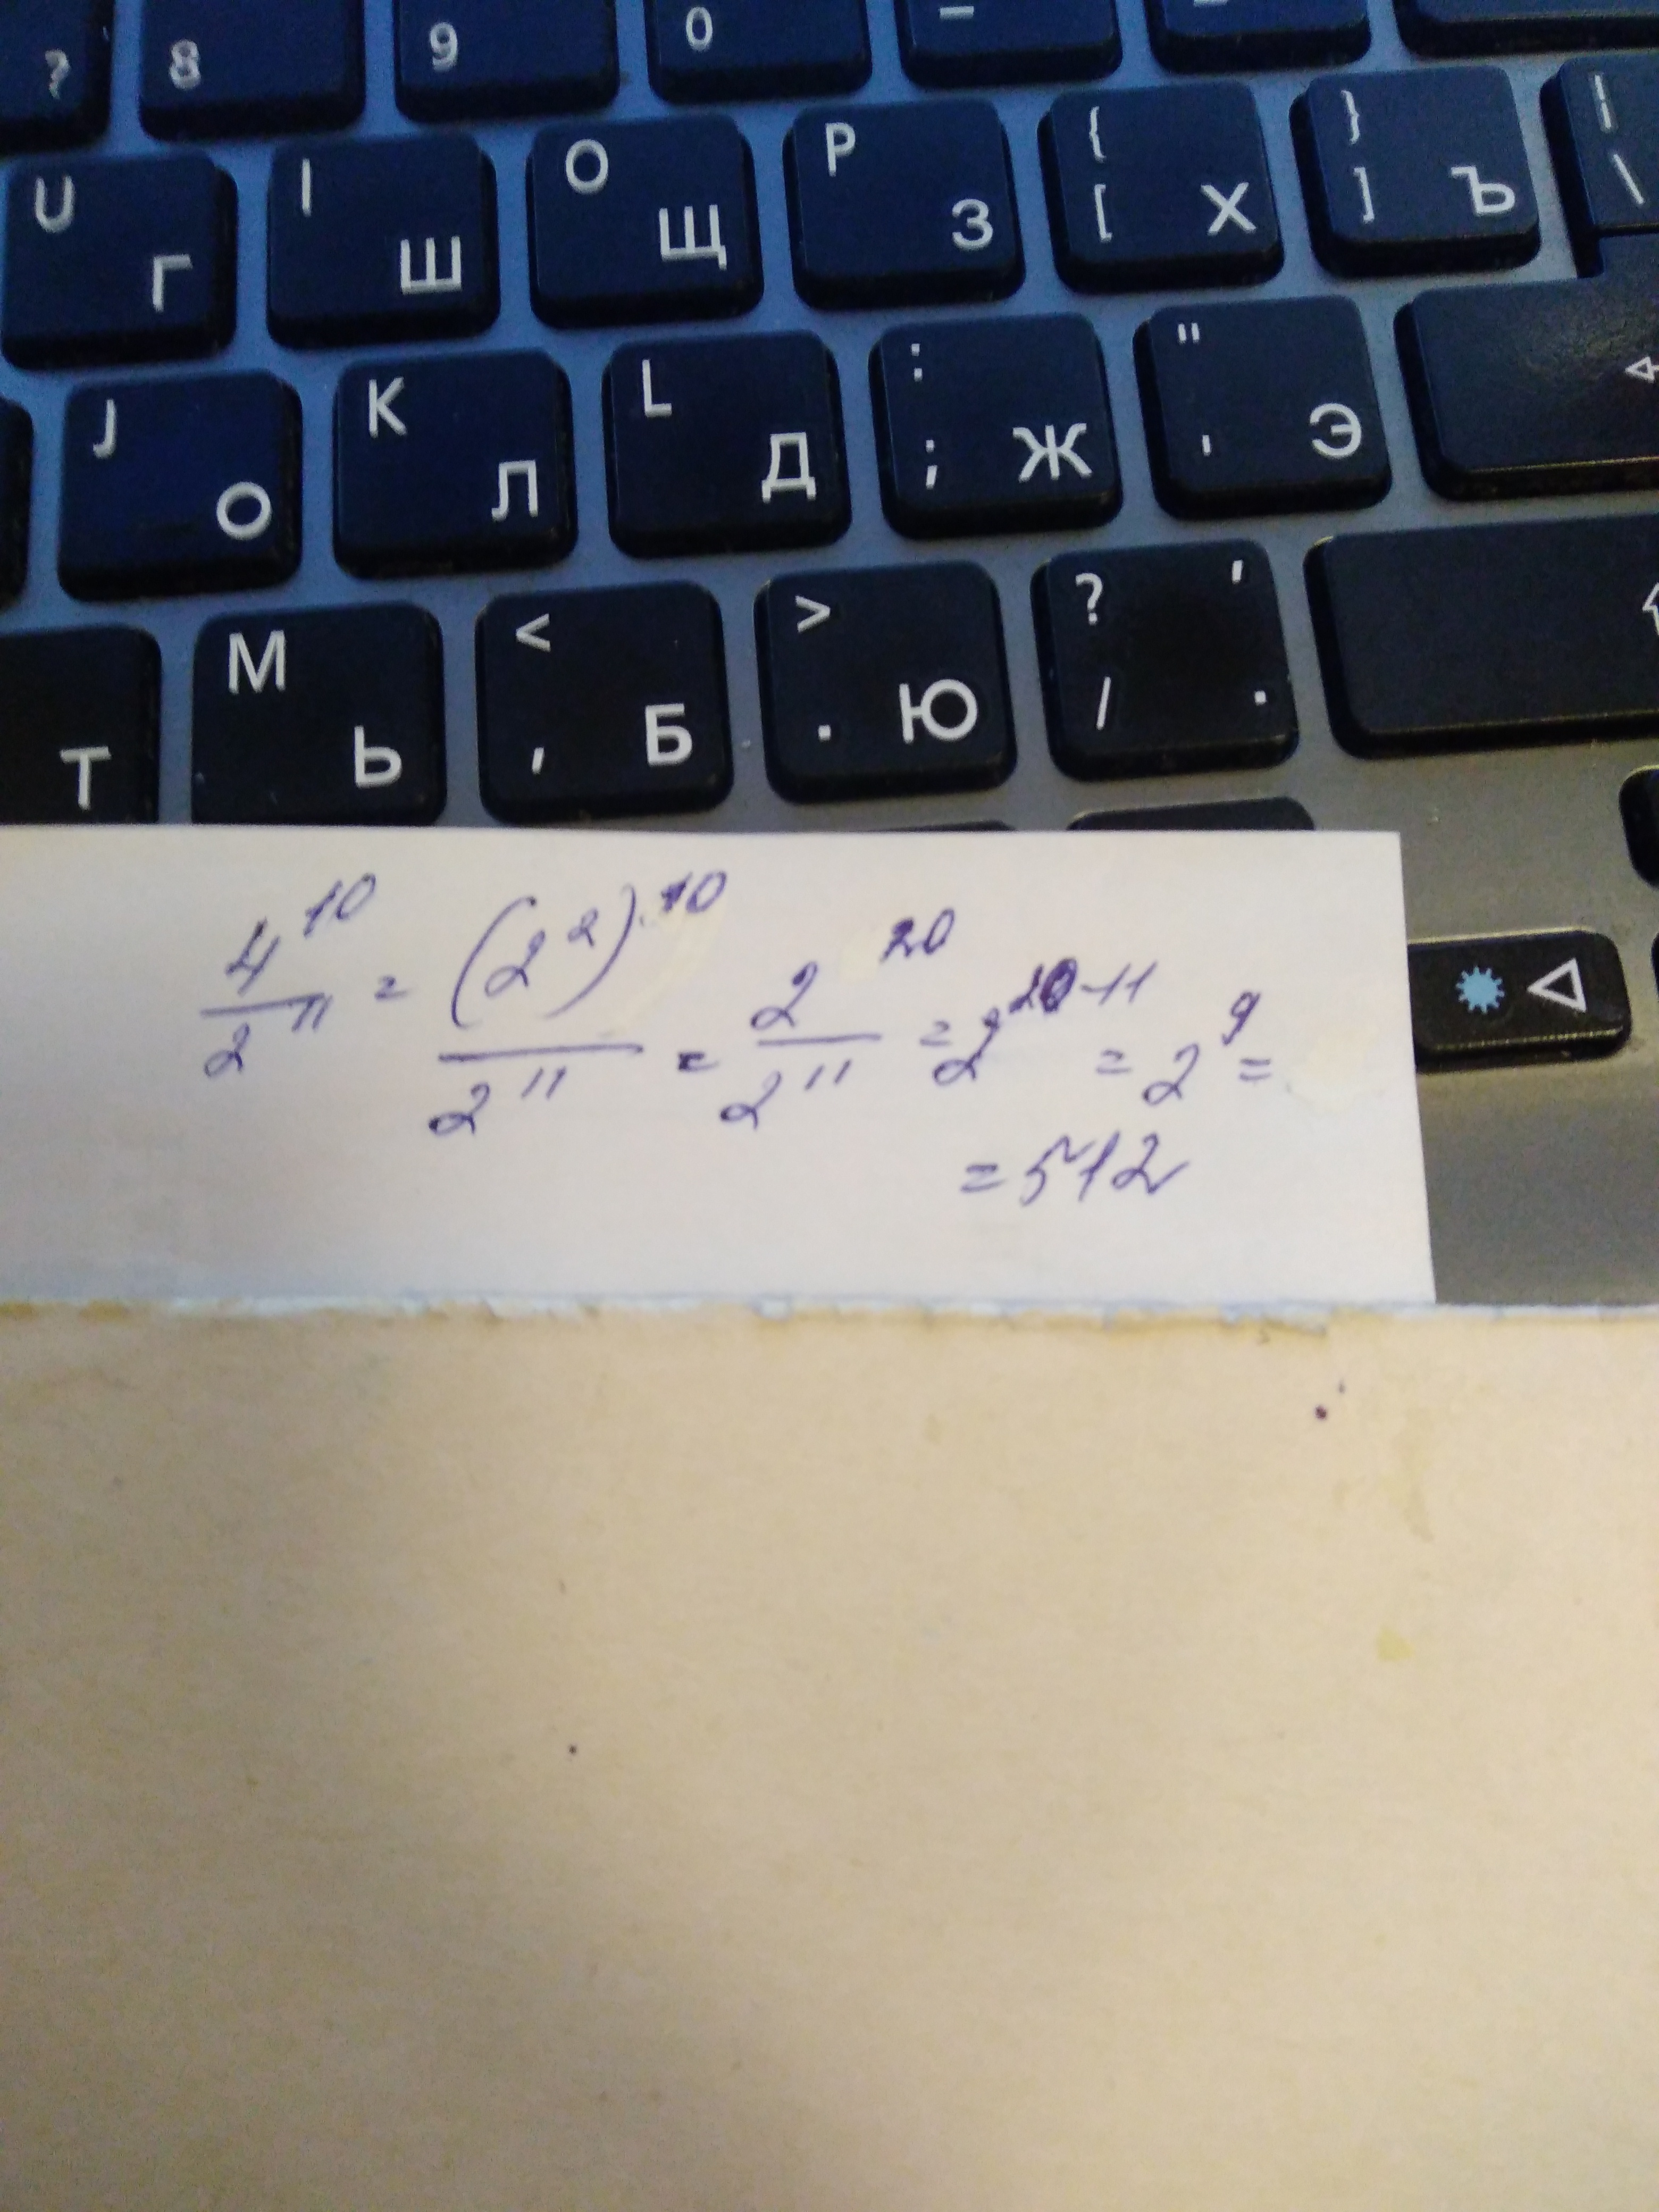 ? 8 9 0 _
U Г I Ш O Щ P З { [ Х } ] Ъ | \
J О K Л L Д : ; Ж " ' Э
Т M Ь < , Б > . Ю ? / , .
4^10/2^11 = (2^2)^10/2^11 = 2^20/2^11 = 2^20-11 = 2^9 =
= 512